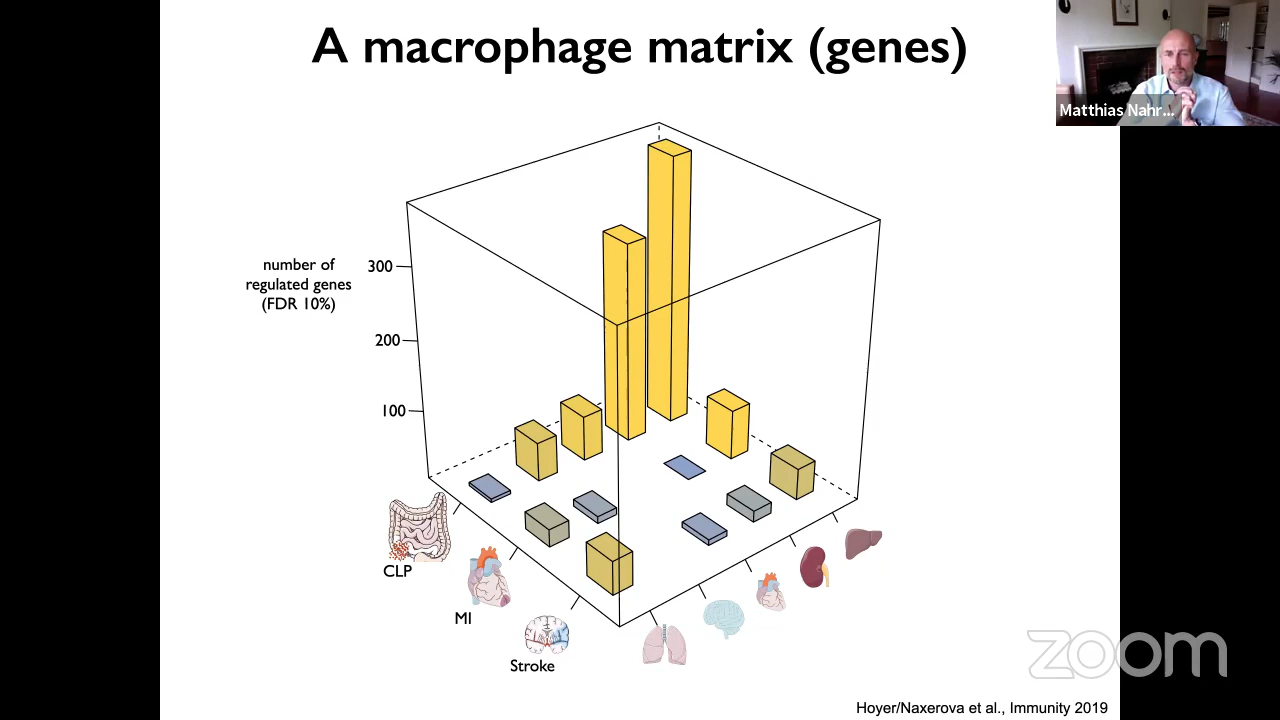 A macrophage matrix (genes)
Matthias Nahr...
number of
regulated genes
(FDR 10%)
300
200
100
CLP
MI
Stroke
zoom
Hoyer/Naxerova et al., Immunity 2019